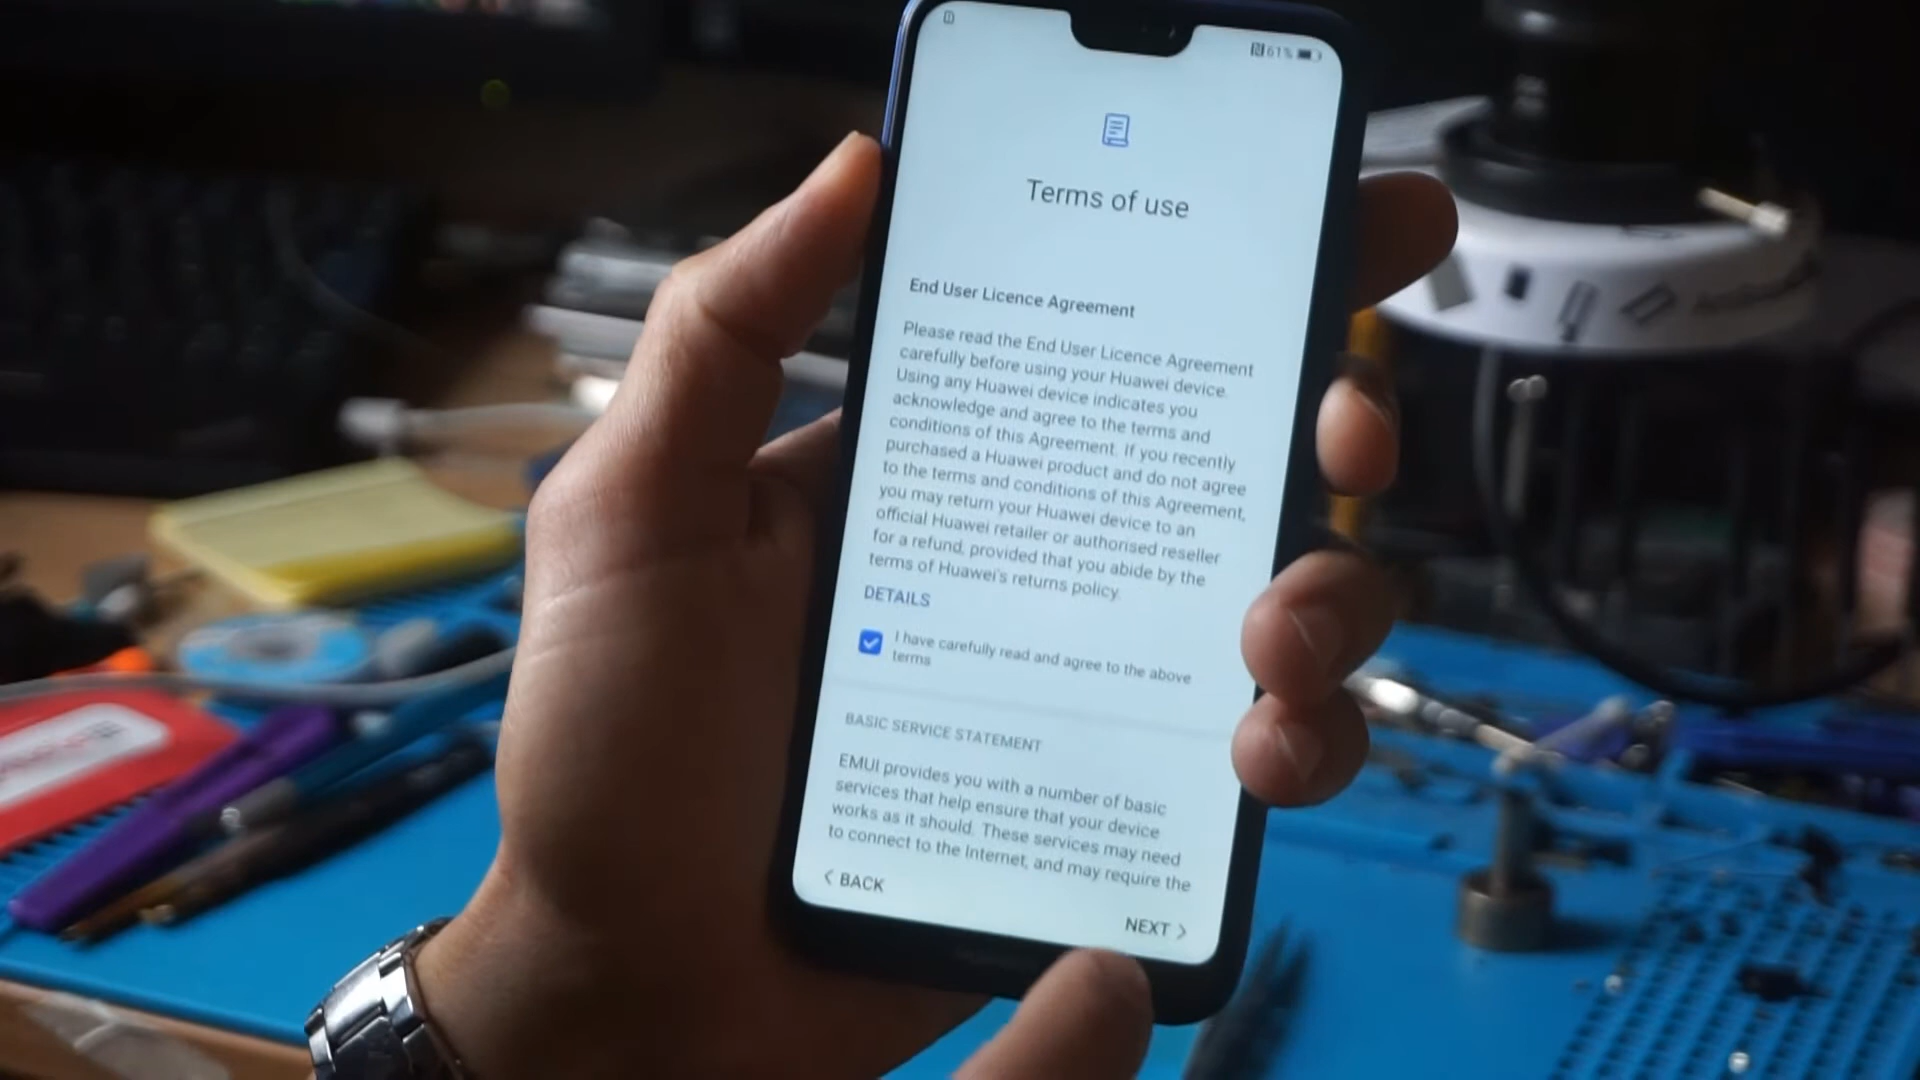 61%
Terms of use
End User Licence Agreement
Please read the End User Licence Agreement
carefully before using your Huawei device.
Using any Huawei device indicates you
acknowledge and agree to the terms and
conditions of this Agreement. If you recently
purchased a Huawei product and do not agree
to the terms and conditions of this Agreement,
you may return your Huawei device to an
official Huawei retailer or authorised reseller
for a refund, provided that you abide by the
terms of Huawei's returns policy.
DETAILS
I have carefully read and agree to the above
terms
BASIC SERVICE STATEMENT
EMUI provides you with a number of basic
services that help ensure that your device
works as it should. These services may need
to connect to the Internet, and may require the
BACK
NEXT